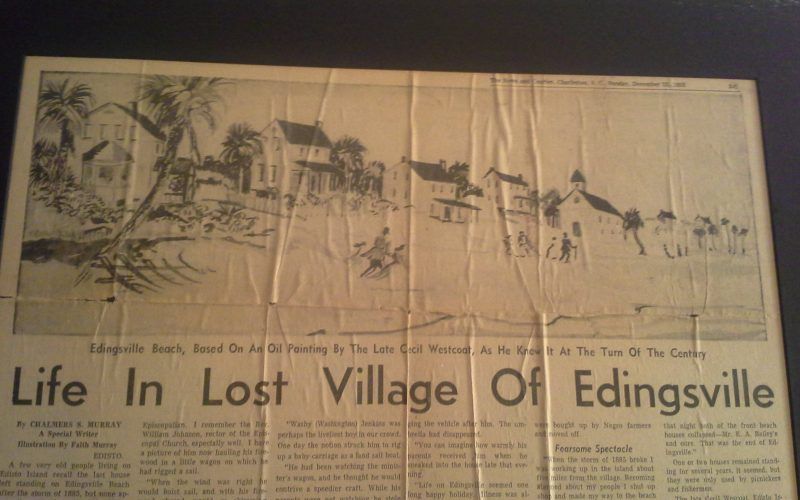 The News and Courier, Charleston, S. C., Sunday, December
Edingsville Beach, Based On An Oil Painting By The Late Cecil Westcoat, As He Knew It At The Turn Of The Century
Life In Lost Village Of Edingsville
By CHALMERS S. MURRAY
A Special Writer
Illustration By Faith Murray
EDISTO.
A few very old people living on
Edisto Island recall the last house
left standing on Edingsville Beach
after the storm of 1885, but some
Episcopalian. I remember the Rev.
William Johnson, rector of the
copal Church, especially well. I have
a picture of him now hauling his fire-
wood in a little wagon on which he
had rigged a sail.
"When the wind was right he
would hoist sail, and with his
"Washy (Washington) Jenkins was
perhaps the liveliest boy in our crowd.
One day the notion struck him to rig
up a baby-carriage as a land sail boat.
"He had been watching the minis-
ter's wagon, and he thought he would
contrive a speedier craft. While his
ging the vehicle after him. The um-
brella had disappeared.
"You can imagine how warmly his
parents received him when he
sneaked into the house late that eve-
ning.
"Life on Edingsville seemed one
long happy holiday.
were bought up by Negro farmers
and moved off.
Fearsome Spectacle
"When the storm of 1885 broke I
was working up in the island about
five miles from the village. Becoming
alarmed about my people I shut up
shop and made my way to the beach
that night both of the front beach
houses collapsed—Mr. E. A. Bailey's
and ours. That was the end of Ed-
ingsville."
One or two houses remained stand-
ing for several years, it seemed, but
they were only used by picnickers
and fishermen.